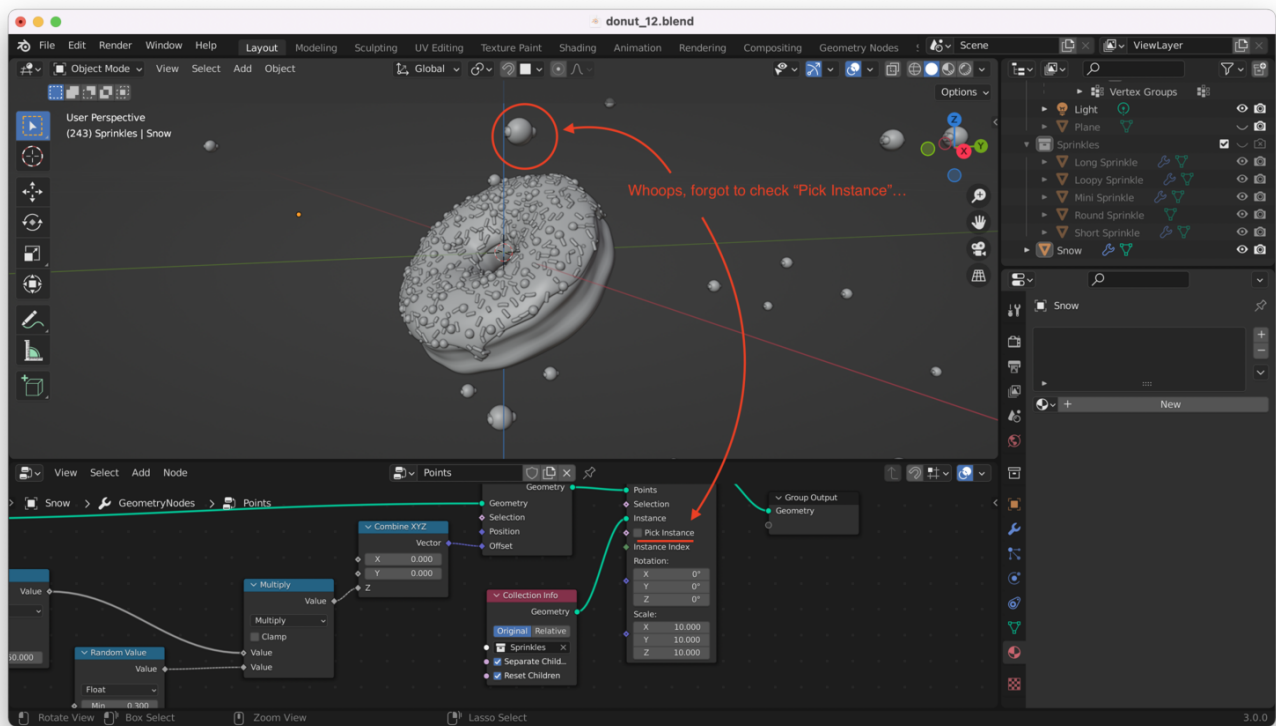 donut_12.blend
File Edit Render Window Help Layout Modeling Sculpting UV Editing Texture Paint Shading Animation Rendering Compositing Geometry Nodes Scene ViewLayer
Object Mode View Select Add Object Global
Options
User Perspective
(243) Sprinkles | Snow
Z
Y
X
Whoops, forgot to check “Pick Instance”…
Vertex Groups
Light
Plane
Sprinkles
Long Sprinkle
Loopy Sprinkle
Mini Sprinkle
Round Sprinkle
Short Sprinkle
Snow
Snow
New
View Select Add Node Points
Snow > GeometryNodes > Points
Value
50.000
Random Value
Value
Float
Min 0.300
Multiply
Value
Multiply
Clamp
Value
Value
Combine XYZ
Vector
X 0.000
Y 0.000
Z
Geometry
Geometry
Selection
Position
Offset
Collection Info
Geometry
Original Relative
Sprinkles
Separate Child..
Reset Children
Points
Selection
Instance
Pick Instance
Instance Index
Rotation:
X 0°
Y 0°
Z 0°
Scale:
X 10.000
Y 10.000
Z 10.000
Group Output
Geometry
Rotate View Box Select Zoom View Lasso Select 3.0.0